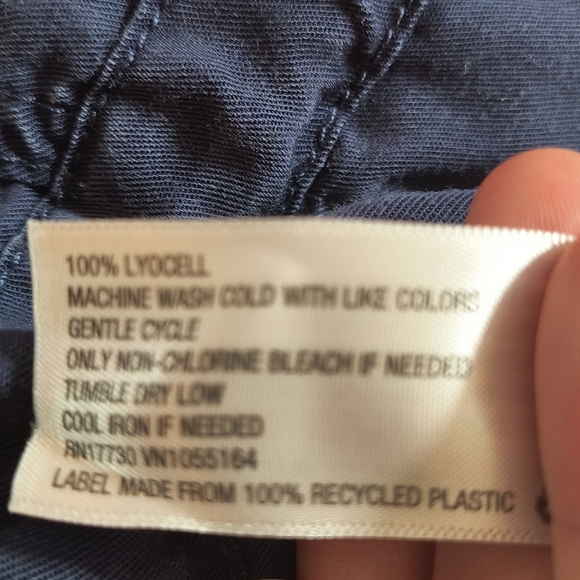 100% LYOCELL
MACHINE WASH COLD WITH LIKE COLORS
GENTLE CYCLE
ONLY NON-CHLORINE BLEACH IF NEEDED
TUMBLE DRY LOW
COOL IRON IF NEEDED
RN17730 VN1055164
LABEL MADE FROM 100% RECYCLED PLASTIC